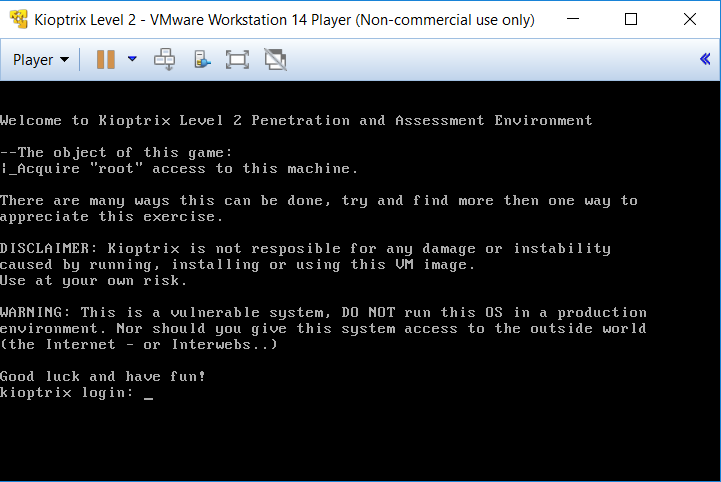 Kioptrix Level 2 - VMware Workstation 14 Player (Non-commercial use only)
Player
Welcome to Kioptrix Level 2 Penetration and Assessment Environment
--The object of this game:
|_Acquire "root" access to this machine.
There are many ways this can be done, try and find more then one way to
appreciate this exercise.
DISCLAIMER: Kioptrix is not resposible for any damage or instability
caused by running, installing or using this VM image.
Use at your own risk.
WARNING: This is a vulnerable system, DO NOT run this OS in a production
environment. Nor should you give this system access to the outside world
(the Internet - or Interwebs..)
Good luck and have fun!
kioptrix login: _